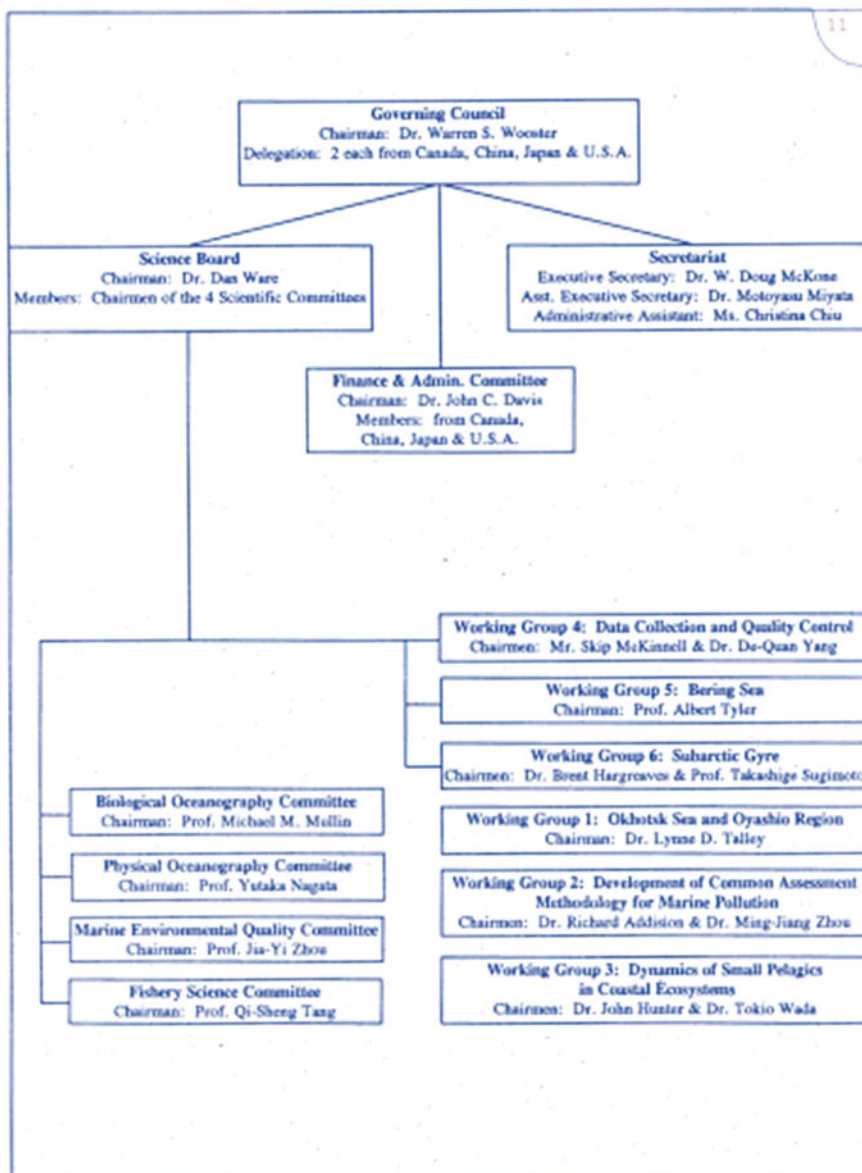 11
Governing Council
Chairman: Dr. Warren S. Wooster
Delegation: 2 each from Canada, China, Japan & U.S.A.
Science Board
Chairman: Dr. Dan Ware
Members: Chairmen of the 4 Scientific Committees
Secretariat
Executive Secretary: Dr. W. Doug McKone
Asst. Executive Secretary: Dr. Motoyasu Miyata
Administrative Assistant: Ms. Christina Chiu
Finance & Admin. Committee
Chairman: Dr. John C. Davis
Members: from Canada,
China, Japan & U.S.A.
Working Group 4: Data Collection and Quality Control
Chairmen: Mr. Skip McKinnell & Dr. De-Quan Yang
Working Group 5: Bering Sea
Chairman: Prof. Albert Tyler
Working Group 6: Subarctic Gyre
Chairmen: Dr. Brent Hargreaves & Prof. Takashige Sugimoto
Biological Oceanography Committee
Chairman: Prof. Michael M. Mullin
Physical Oceanography Committee
Chairman: Prof. Yutaka Nagata
Marine Environmental Quality Committee
Chairman: Prof. Jia-Yi Zhou
Fishery Science Committee
Chairman: Prof. Qi-Sheng Tang
Working Group 1: Okhotsk Sea and Oyashio Region
Chairman: Dr. Lynne D. Talley
Working Group 2: Development of Common Assessment
Methodology for Marine Pollution
Chairmen: Dr. Richard Addision & Dr. Ming-Jiang Zhou
Working Group 3: Dynamics of Small Pelagics
in Coastal Ecosystems
Chairmen: Dr. John Hunter & Dr. Tokio Wada